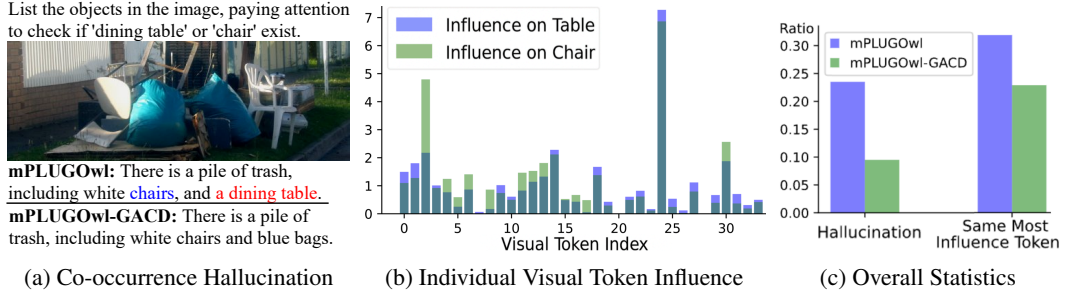 List the objects in the image, paying attention
to check if 'dining table' or 'chair' exist.
mPLUGOwl: There is a pile of trash,
including white chairs, and a dining table.
mPLUGOwl-GACD: There is a pile of
trash, including white chairs and blue bags.
(a) Co-occurrence Hallucination
7
6
5
4
3
2
1
0
Influence on Table
Influence on Chair
0 5 10 15 20 25 30
Visual Token Index
(b) Individual Visual Token Influence
Ratio
0.30
0.25
0.20
0.15
0.10
0.05
0.00
mPLUGOwl
mPLUGOwl-GACD
Hallucination
Same Most
Influence Token
(c) Overall Statistics